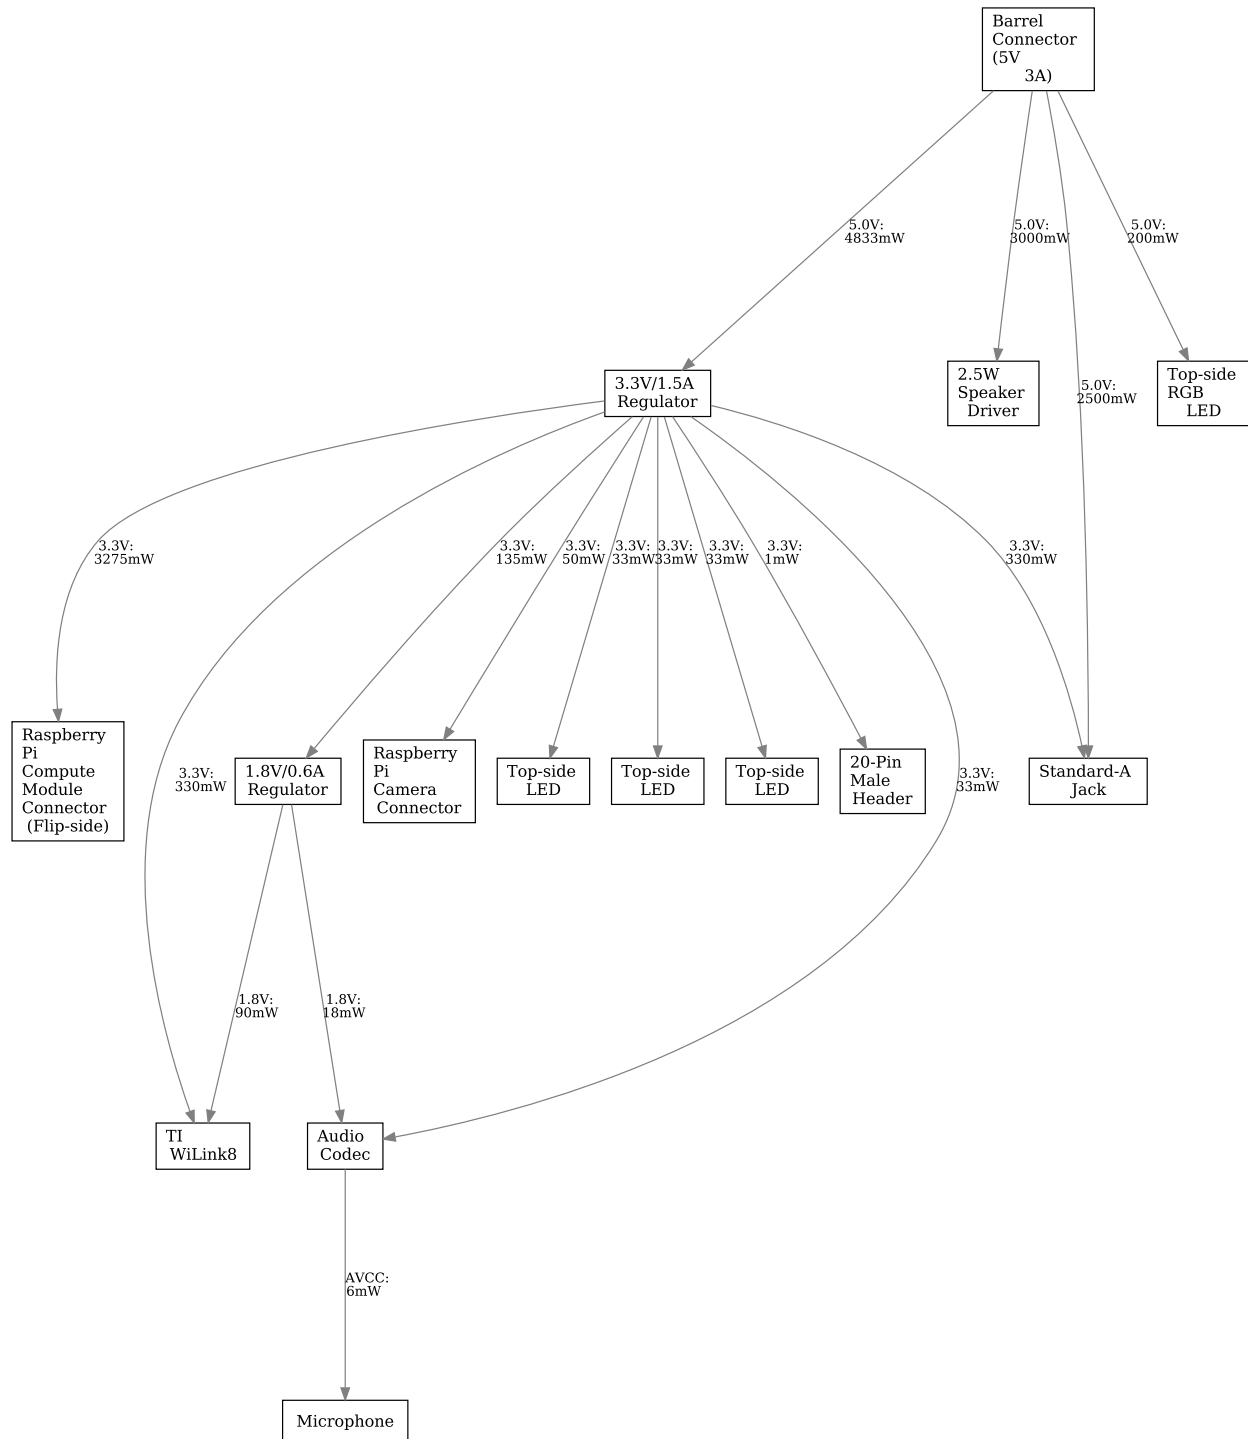 Barrel
Connector
(5V
3A)
5.0V:
4833mW
5.0V:
3000mW
5.0V:
200mW
3.3V/1.5A
Regulator
2.5W
Speaker
Driver
5.0V:
2500mW
Top-side
RGB
LED
3.3V:
3275mW
3.3V:
135mW
3.3V:
50mW
3.3V:
33mW
3.3V:
33mW
3.3V:
33mW
3.3V:
1mW
3.3V:
330mW
Raspberry
Pi
Compute
Module
Connector
(Flip-side)
3.3V:
330mW
1.8V/0.6A
Regulator
Raspberry
Pi
Camera
Connector
Top-side
LED
Top-side
LED
Top-side
LED
20-Pin
Male
Header
3.3V:
33mW
Standard-A
Jack
1.8V:
90mW
1.8V:
18mW
TI
WiLink8
Audio
Codec
AVCC:
6mW
Microphone